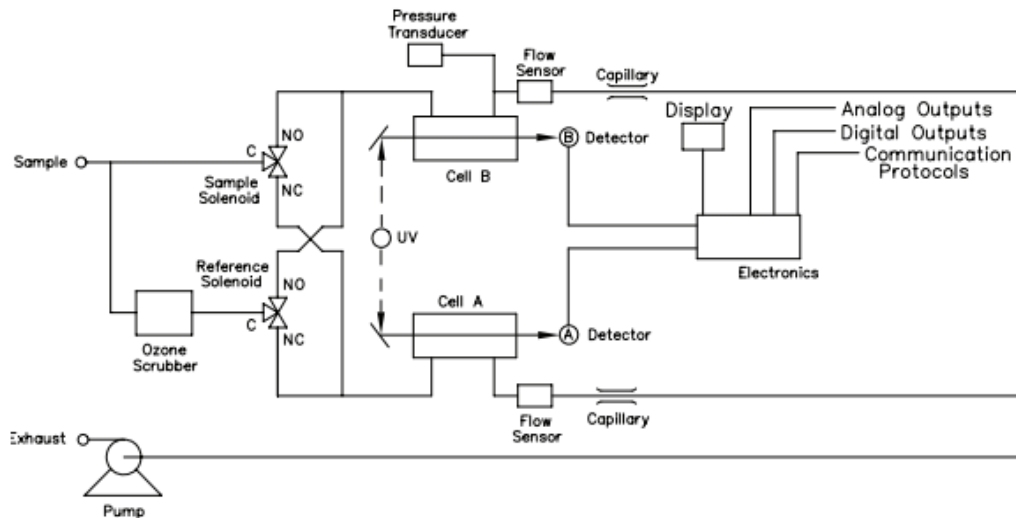 Pressure
Transducer
Flow
Sensor
Capillary
Display
Analog Outputs
Digital Outputs
Communication
Protocols
NO
C
Sample
Sample
Solenoid
NC
B
Detector
Cell B
UV
Electronics
Reference
Solenoid
NO
C
NC
Ozone
Scrubber
Cell A
A
Detector
Flow
Sensor
Capillary
Exhaust
Pump